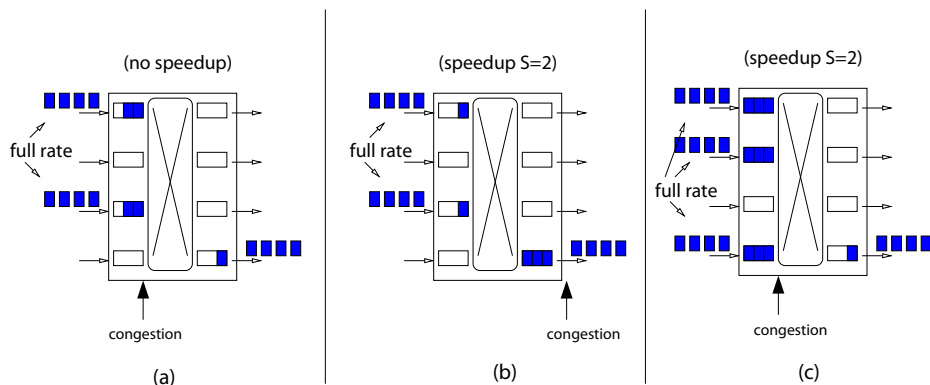 (no speedup)
full rate
congestion
(a)
(speedup S=2)
full rate
congestion
(b)
(speedup S=2)
full rate
congestion
(c)